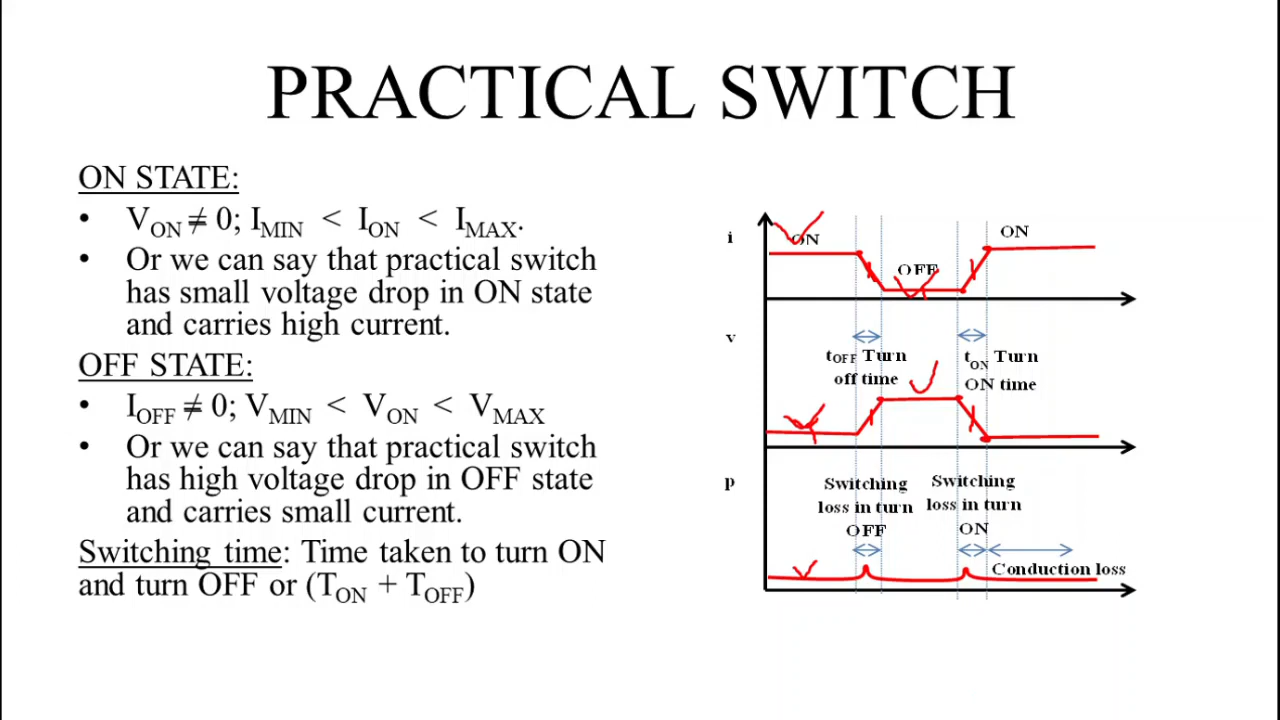 PRACTICAL SWITCH
ON STATE:
• V_ON ≠ 0; I_MIN < I_ON < I_MAX.
• Or we can say that practical switch
has small voltage drop in ON state
and carries high current.
OFF STATE:
• I_OFF ≠ 0; V_MIN < V_ON < V_MAX
• Or we can say that practical switch
has high voltage drop in OFF state
and carries small current.
Switching time: Time taken to turn ON
and turn OFF or (T_ON + T_OFF)
i
ON
OFF
ON
v
t_OFF Turn
off time
t_ON Turn
ON time
p
Switching
loss in turn
OFF
Switching
loss in turn
ON
Conduction loss